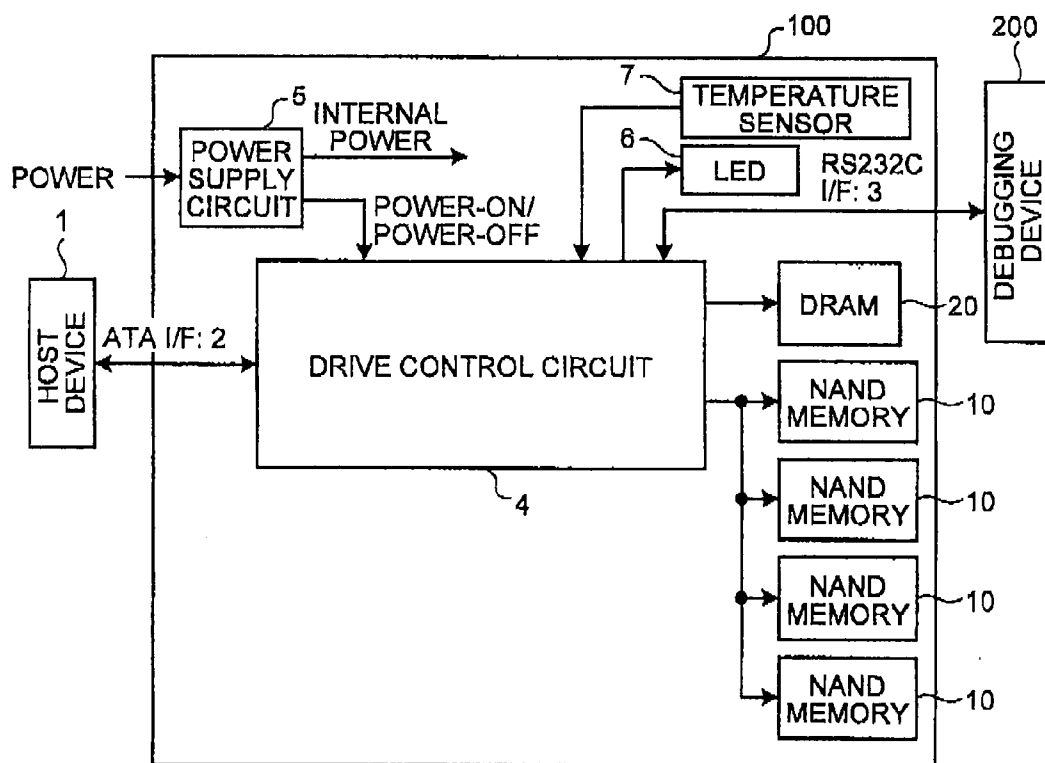 100
200
7
TEMPERATURE
SENSOR
5
INTERNAL
POWER
6
LED
RS232C
I/F: 3
POWER
SUPPLY
CIRCUIT
POWER
POWER-ON/
POWER-OFF
DEBUGGING
DEVICE
1
HOST
DEVICE
ATA I/F: 2
DRIVE CONTROL CIRCUIT
4
DRAM
20
NAND
MEMORY
10
NAND
MEMORY
10
NAND
MEMORY
10
NAND
MEMORY
10